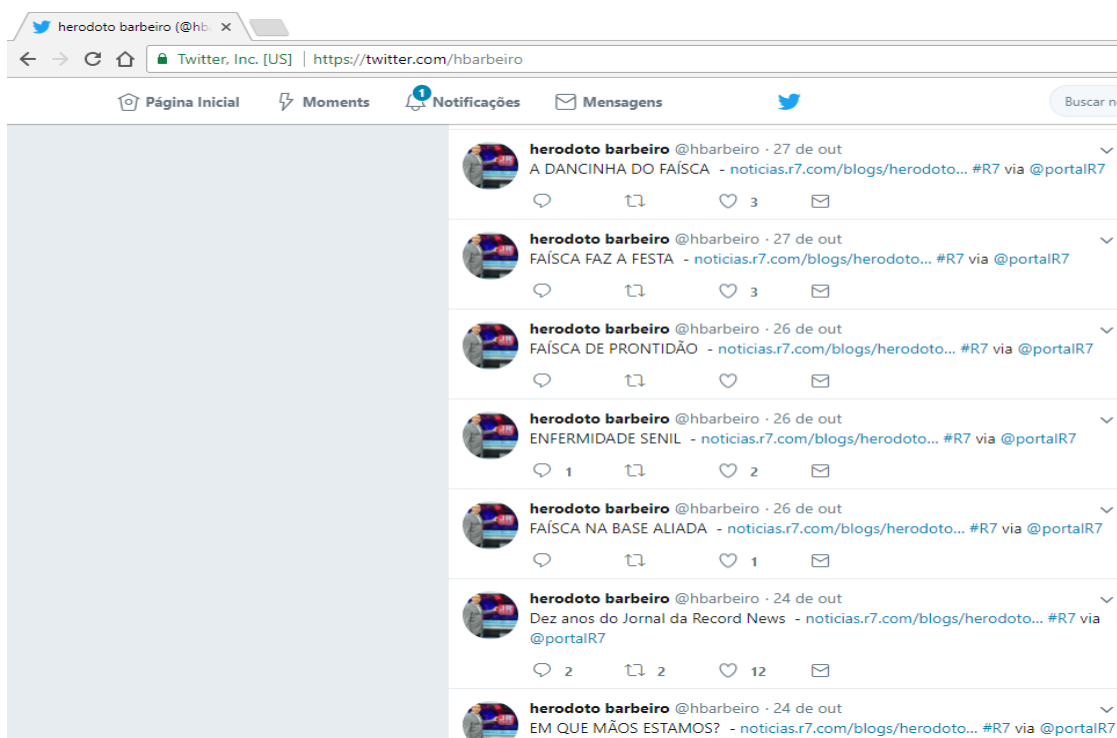 herodoto barbeiro (@hb
Twitter, Inc. [US] | https://twitter.com/hbarbeiro
Página Inicial Moments 1 Notificações Mensagens Buscar n
herodoto barbeiro @hbarbeiro · 27 de out
A DANCINHA DO FAÍSCA - noticias.r7.com/blogs/herodoto... #R7 via @portalR7
3
herodoto barbeiro @hbarbeiro · 27 de out
FAÍSCA FAZ A FESTA - noticias.r7.com/blogs/herodoto... #R7 via @portalR7
3
herodoto barbeiro @hbarbeiro · 26 de out
FAÍSCA DE PRONTIDÃO - noticias.r7.com/blogs/herodoto... #R7 via @portalR7
herodoto barbeiro @hbarbeiro · 26 de out
ENFERMIDADE SENIL - noticias.r7.com/blogs/herodoto... #R7 via @portalR7
1 2
herodoto barbeiro @hbarbeiro · 26 de out
FAÍSCA NA BASE ALIADA - noticias.r7.com/blogs/herodoto... #R7 via @portalR7
1
herodoto barbeiro @hbarbeiro · 24 de out
Dez anos do Jornal da Record News - noticias.r7.com/blogs/herodoto... #R7 via
@portalR7
2 2 12
herodoto barbeiro @hbarbeiro · 24 de out
EM QUE MÃOS ESTAMOS? - noticias.r7.com/blogs/herodoto... #R7 via @portalR7